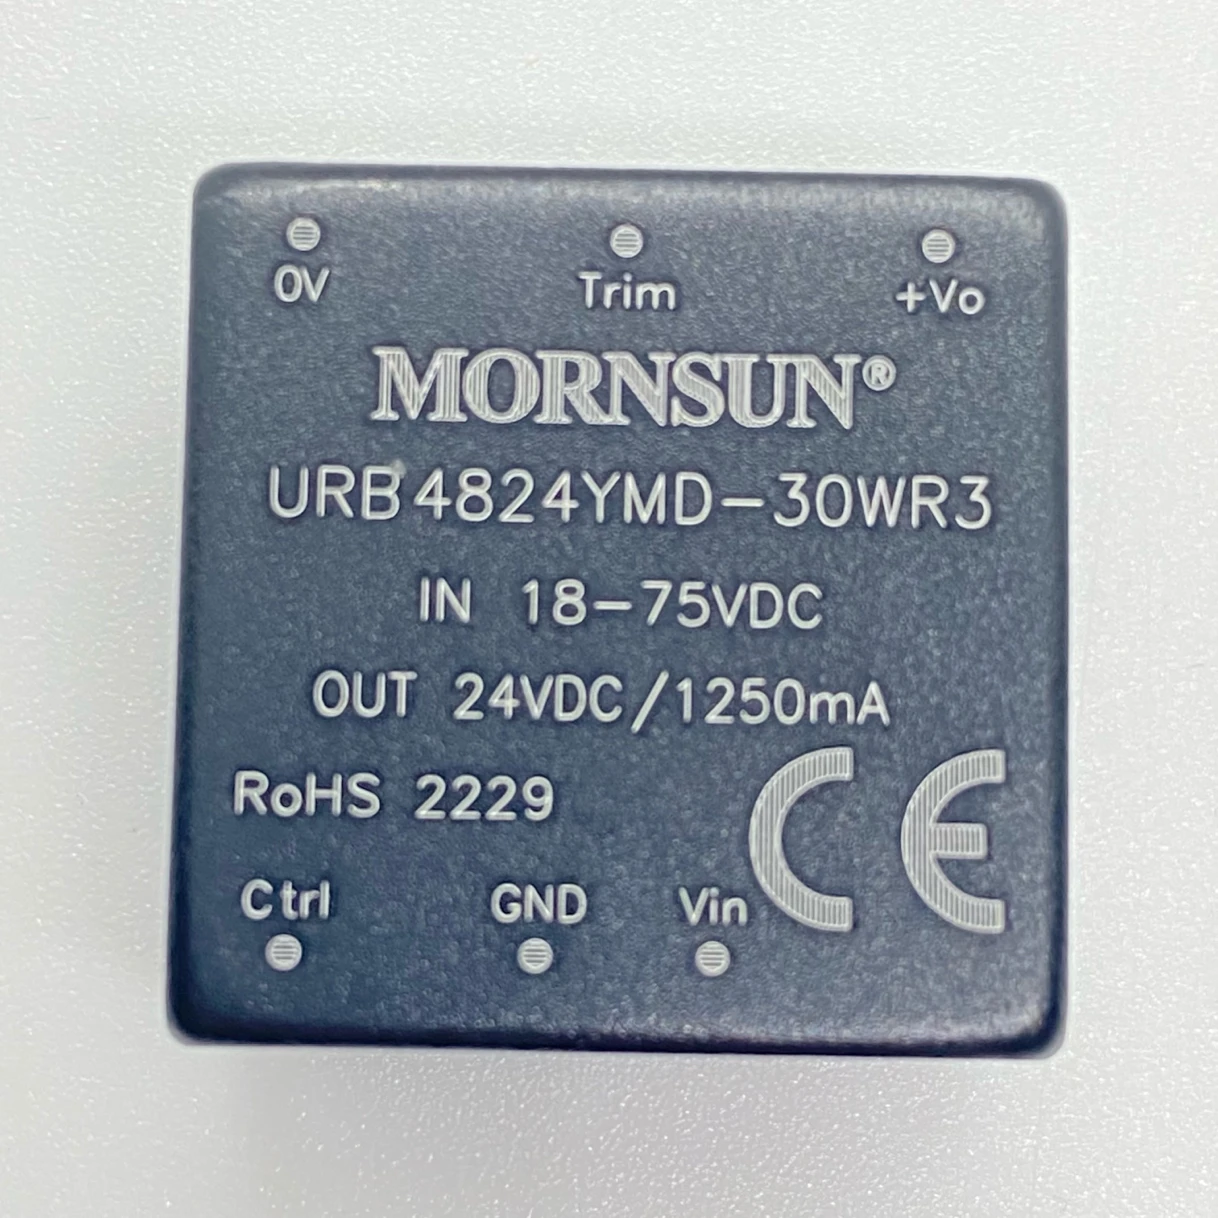 0V Trim +Vo
MORNSUN®
URB4824YMD-30WR3
IN 18-75VDC
OUT 24VDC/1250mA
RoHS 2229
CE
Ctrl GND Vin